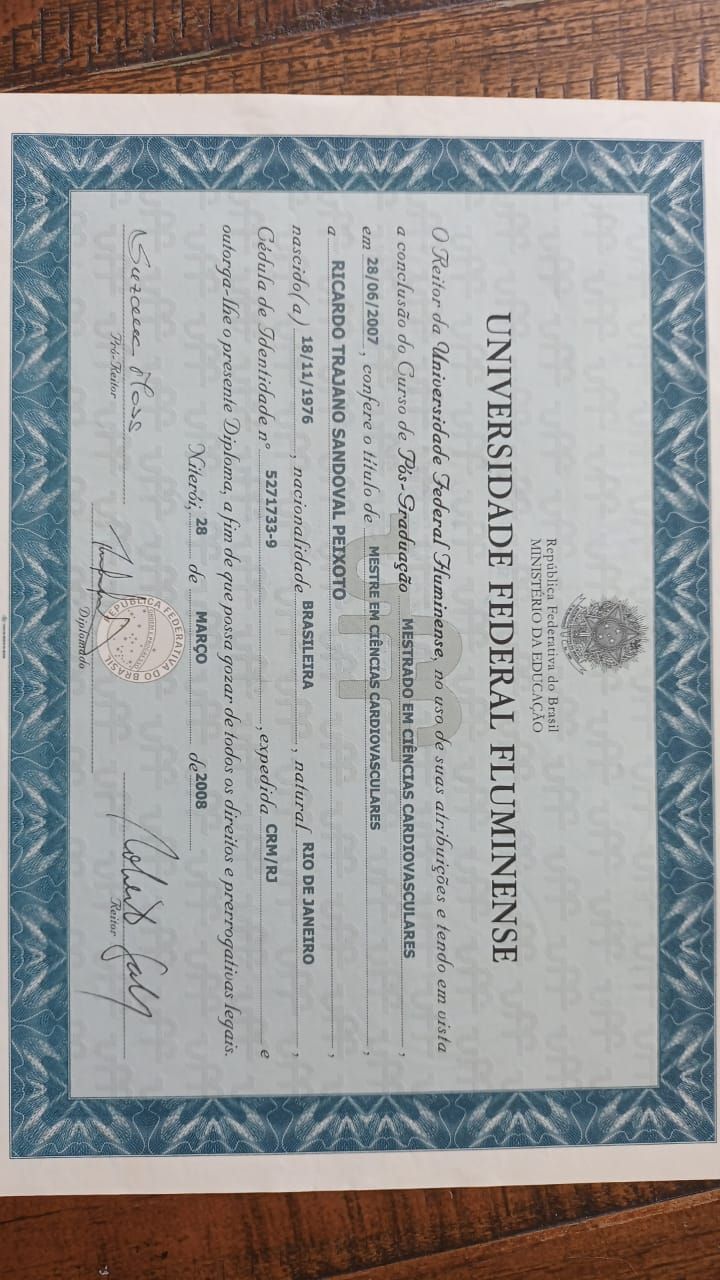 República Federativa do Brasil
MINISTÉRIO DA EDUCAÇÃO
UNIVERSIDADE FEDERAL FLUMINENSE
O Reitor da Universidade Federal Fluminense, no uso de suas atribuições e tendo em vista
a conclusão do Curso de Pós-Graduação MESTRADO EM CIÊNCIAS CARDIOVASCULARES,
em 28/06/2007, confere o título de MESTRE EM CIÊNCIAS CARDIOVASCULARES,
a RICARDO TRAJANO SANDOVAL PEIXOTO,
nascido(a) 18/11/1976, nacionalidade BRASILEIRA, natural RIO DE JANEIRO,
Cédula de Identidade nº 5271733-9, expedida CRM/RJ e
outorga-lhe o presente Diploma, a fim de que possa gozar de todos os direitos e prerrogativas legais.
Niterói, 28 de MARÇO de 2008
Pró-Reitor
Diplomado
Reitor
REPÚBLICA FEDERATIVA DO BRASIL
uff